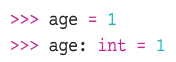 >>> age = 1
>>> age: int = 1